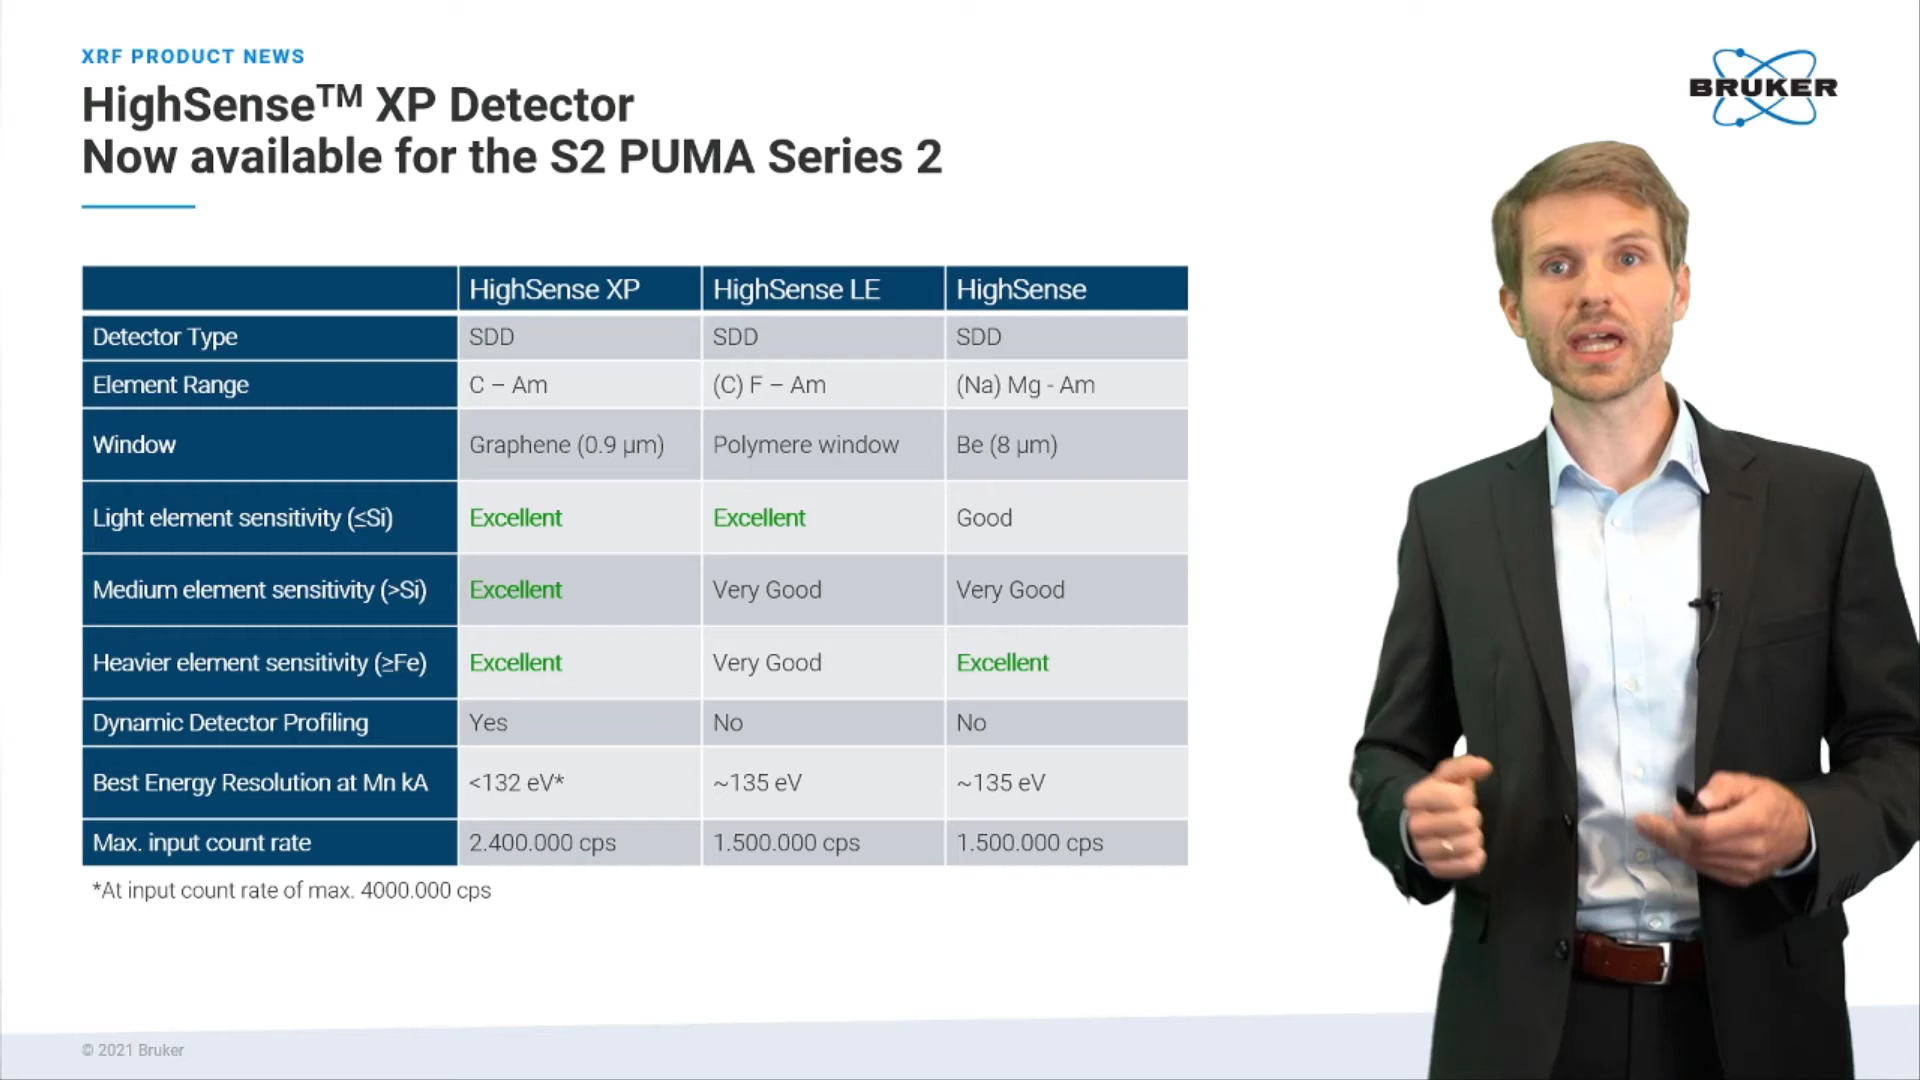 XRF PRODUCT NEWS
HighSense™ XP Detector
Now available for the S2 PUMA Series 2
BRUKER
HighSense XP HighSense LE HighSense
Detector Type SDD SDD SDD
Element Range C – Am (C) F – Am (Na) Mg - Am
Window Graphene (0.9 µm) Polymere window Be (8 µm)
Light element sensitivity (≤Si) Excellent Excellent Good
Medium element sensitivity (>Si) Excellent Very Good Very Good
Heavier element sensitivity (≥Fe) Excellent Very Good Excellent
Dynamic Detector Profiling Yes No No
Best Energy Resolution at Mn kA <132 eV* ~135 eV ~135 eV
Max. input count rate 2.400.000 cps 1.500.000 cps 1.500.000 cps
*At input count rate of max. 4000.000 cps
© 2021 Bruker